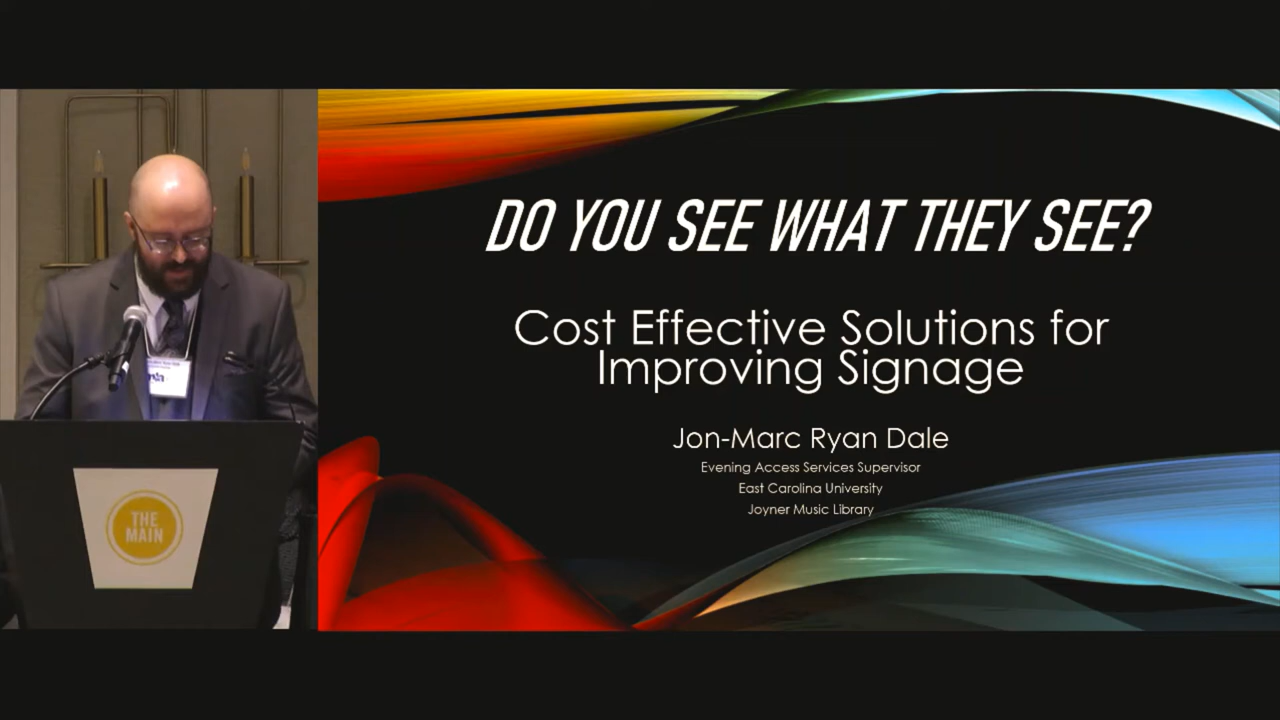 DO YOU SEE WHAT THEY SEE?
Cost Effective Solutions for
Improving Signage
Jon-Marc Ryan Dale
Evening Access Services Supervisor
East Carolina University
Joyner Music Library
THE
MAIN